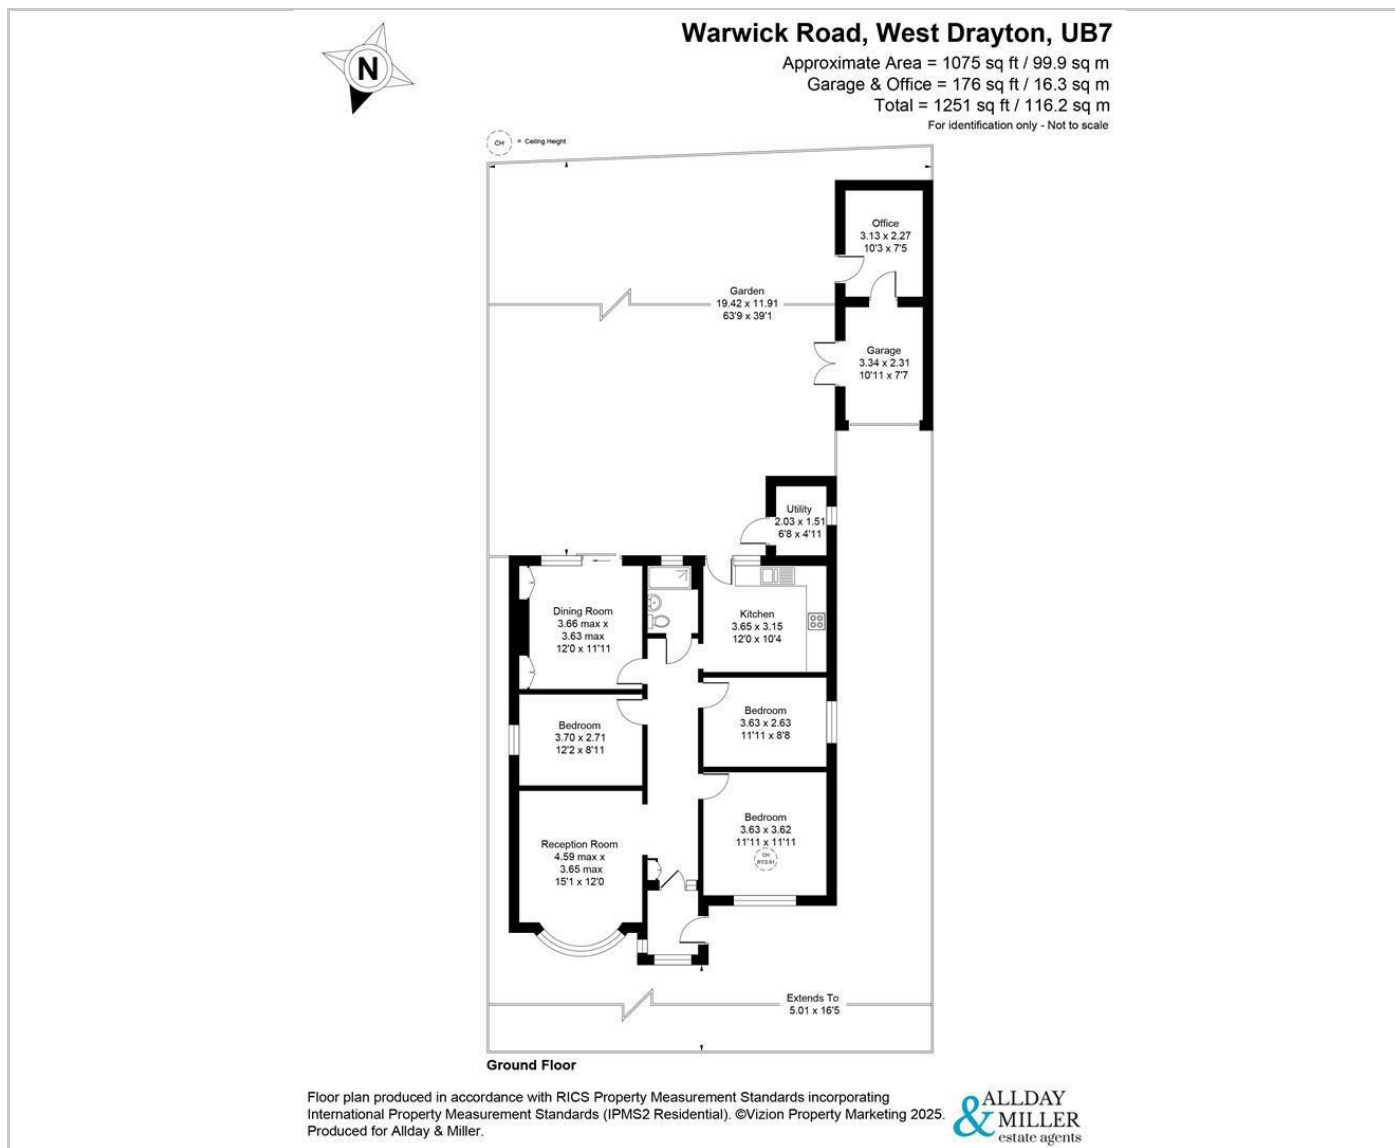 Warwick Road, West Drayton, UB7
Approximate Area = 1075 sq ft / 99.9 sq m
Garage & Office = 176 sq ft / 16.3 sq m
Total = 1251 sq ft / 116.2 sq m
For identification only - Not to scale
N
CH = Ceiling Height
Office
3.13 x 2.27
10'3 x 7'5
Garden
19.42 x 11.91
63'9 x 39'1
Garage
3.34 x 2.31
10'11 x 7'7
Utility
2.03 x 1.51
6'8 x 4'11
Dining Room
3.66 max x
3.63 max
12'0 x 11'11
Kitchen
3.65 x 3.15
12'0 x 10'4
Bedroom
3.70 x 2.71
12'2 x 8'11
Bedroom
3.63 x 2.63
11'11 x 8'8
Reception Room
4.59 max x
3.65 max
15'1 x 12'0
Bedroom
3.63 x 3.62
11'11 x 11'11
CH
Extends To
5.01 x 16'5
Ground Floor
Floor plan produced in accordance with RICS Property Measurement Standards incorporating
International Property Measurement Standards (IPMS2 Residential). ©Vizion Property Marketing 2025.
Produced for Allday & Miller.
ALLDAY
& MILLER
estate agents